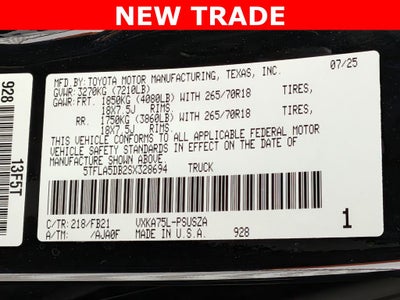 NEW TRADE
MFD.BY: TOYOTA MOTOR MANUFACTURING, TEXAS, INC. 07/25
GVWR: 3270KG (7210LB)
GAWR: FRT. 1850KG (4080LB) WITH 265/70R18 TIRES,
18X7.5J RIMS,
RR. 1750KG (3860LB) WITH 265/70R18 TIRES,
18X7.5J RIMS,
THIS VEHICLE CONFORMS TO ALL APPLICABLE FEDERAL MOTOR
VEHICLE SAFETY STANDARDS IN EFFECT ON THE DATE OF
MANUFACTURE SHOWN ABOVE.
5TFLA5DB2SX328694 TRUCK
C/TR: 218/FB21 VXKA75L-PSUSZA
A/TM: /AJA0F 928
1
928
13F5T